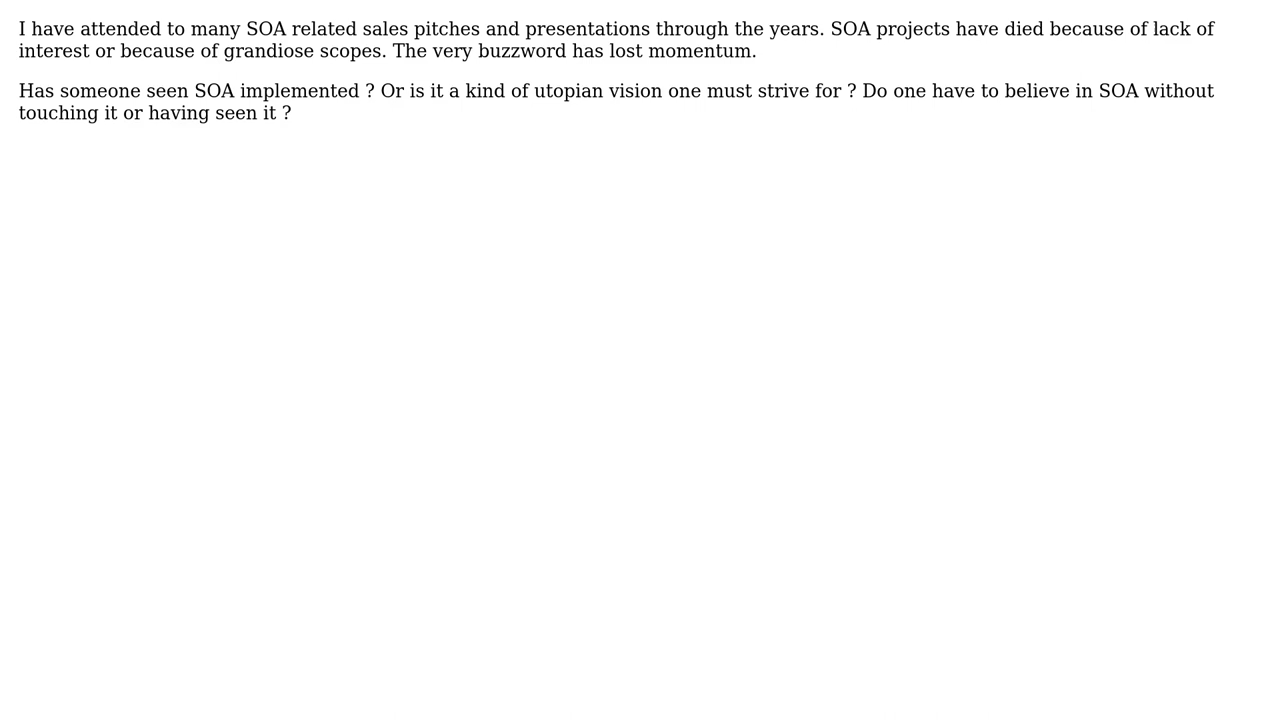 I have attended to many SOA related sales pitches and presentations through the years. SOA projects have died because of lack of
interest or because of grandiose scopes. The very buzzword has lost momentum.
Has someone seen SOA implemented ? Or is it a kind of utopian vision one must strive for ? Do one have to believe in SOA without
touching it or having seen it ?